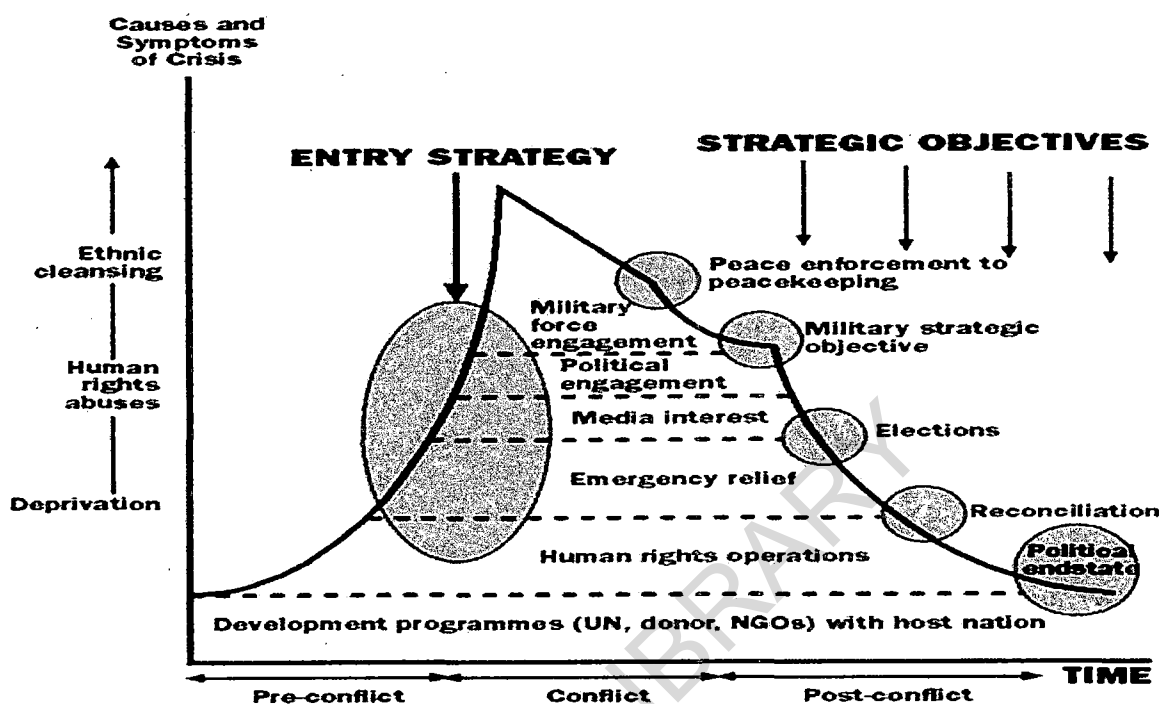 Causes and
Symptoms
of Crisis
ENTRY STRATEGY
STRATEGIC OBJECTIVES
Ethnic
cleansing
Human
rights
abuses
Deprivation
Peace enforcement to
peacekeeping
Military
force
engagement
Military strategic
objective
Political
engagement
Media interest
Elections
Emergency relief
Reconciliation
Human rights operations
Political
endstate
Development programmes (UN, donor, NGOs) with host nation
TIME
Pre-conflict
Conflict
Post-conflict